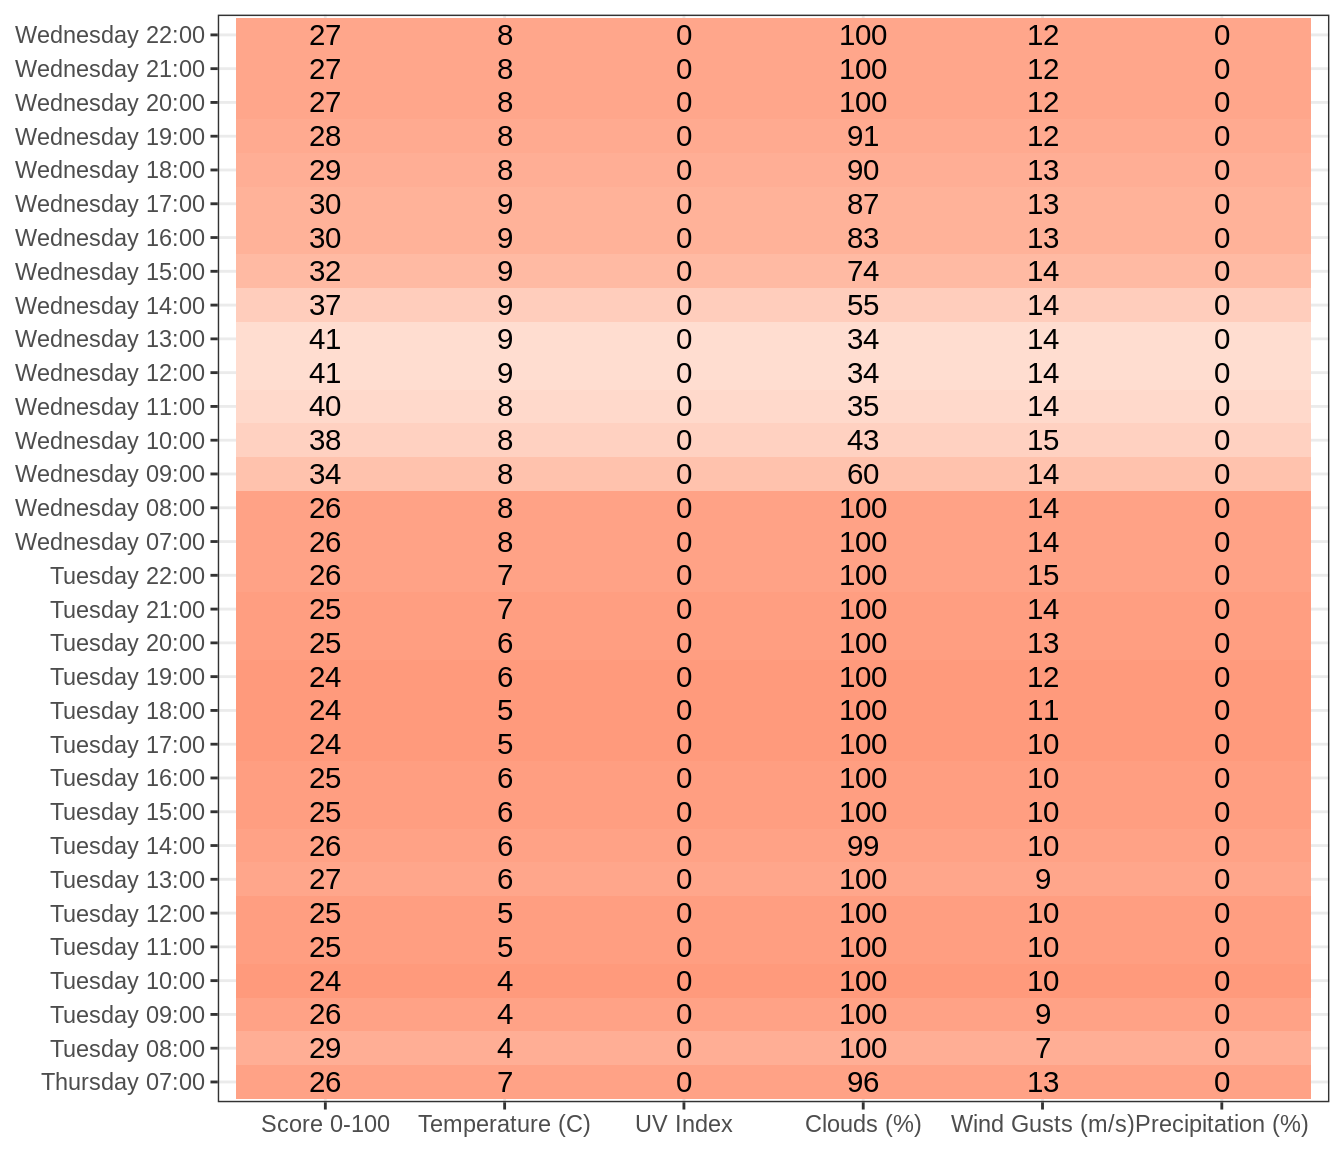 Wednesday 22:00 27 8 0 100 12 0
Wednesday 21:00 27 8 0 100 12 0
Wednesday 20:00 27 8 0 100 12 0
Wednesday 19:00 28 8 0 91 12 0
Wednesday 18:00 29 8 0 90 13 0
Wednesday 17:00 30 9 0 87 13 0
Wednesday 16:00 30 9 0 83 13 0
Wednesday 15:00 32 9 0 74 14 0
Wednesday 14:00 37 9 0 55 14 0
Wednesday 13:00 41 9 0 34 14 0
Wednesday 12:00 41 9 0 34 14 0
Wednesday 11:00 40 8 0 35 14 0
Wednesday 10:00 38 8 0 43 15 0
Wednesday 09:00 34 8 0 60 14 0
Wednesday 08:00 26 8 0 100 14 0
Wednesday 07:00 26 8 0 100 14 0
Tuesday 22:00 26 7 0 100 15 0
Tuesday 21:00 25 7 0 100 14 0
Tuesday 20:00 25 6 0 100 13 0
Tuesday 19:00 24 6 0 100 12 0
Tuesday 18:00 24 5 0 100 11 0
Tuesday 17:00 24 5 0 100 10 0
Tuesday 16:00 25 6 0 100 10 0
Tuesday 15:00 25 6 0 100 10 0
Tuesday 14:00 26 6 0 99 10 0
Tuesday 13:00 27 6 0 100 9 0
Tuesday 12:00 25 5 0 100 10 0
Tuesday 11:00 25 5 0 100 10 0
Tuesday 10:00 24 4 0 100 10 0
Tuesday 09:00 26 4 0 100 9 0
Tuesday 08:00 29 4 0 100 7 0
Thursday 07:00 26 7 0 96 13 0
Score 0-100 Temperature (C) UV Index Clouds (%) Wind Gusts (m/s) Precipitation (%)